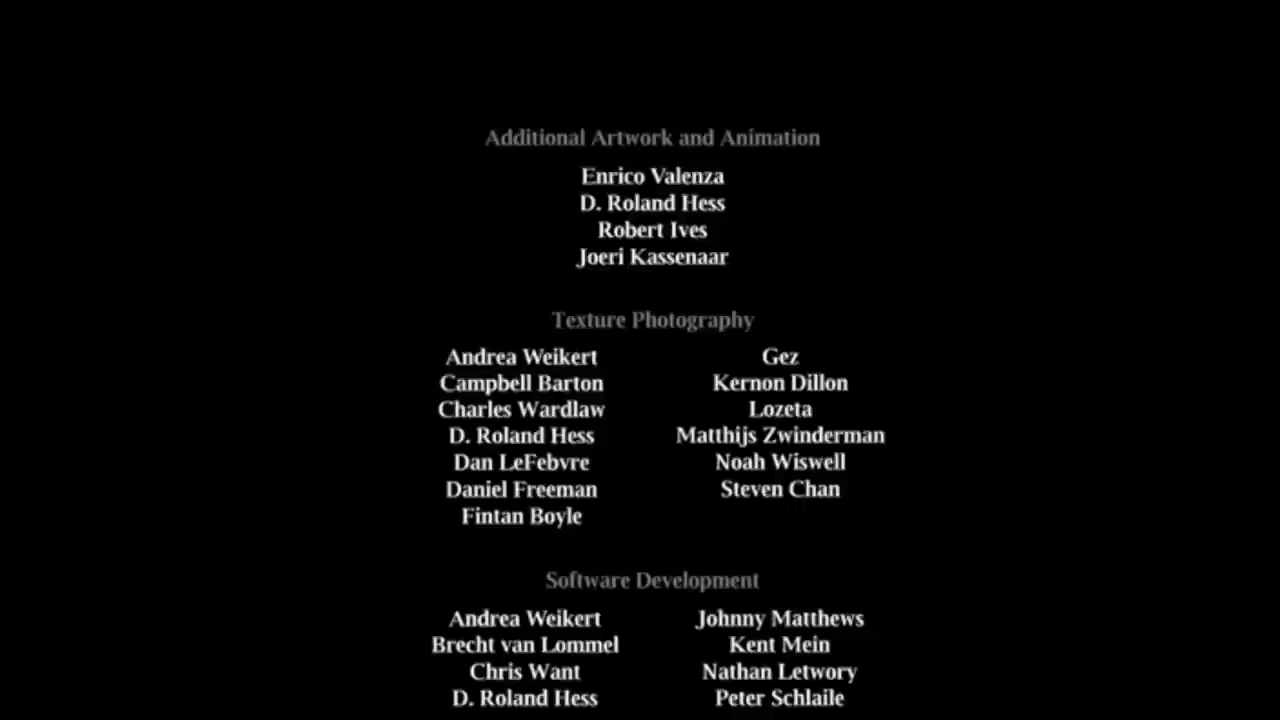 Additional Artwork and Animation
Enrico Valenza
D. Roland Hess
Robert Ives
Joeri Kassenaar
Texture Photography
Andrea Weikert
Campbell Barton
Charles Wardlaw
D. Roland Hess
Dan LeFebvre
Daniel Freeman
Fintan Boyle
Gez
Kernon Dillon
Lozeta
Matthijs Zwinderman
Noah Wiswell
Steven Chan
Software Development
Andrea Weikert
Brecht van Lommel
Chris Want
D. Roland Hess
Johnny Matthews
Kent Mein
Nathan Letwory
Peter Schlaile